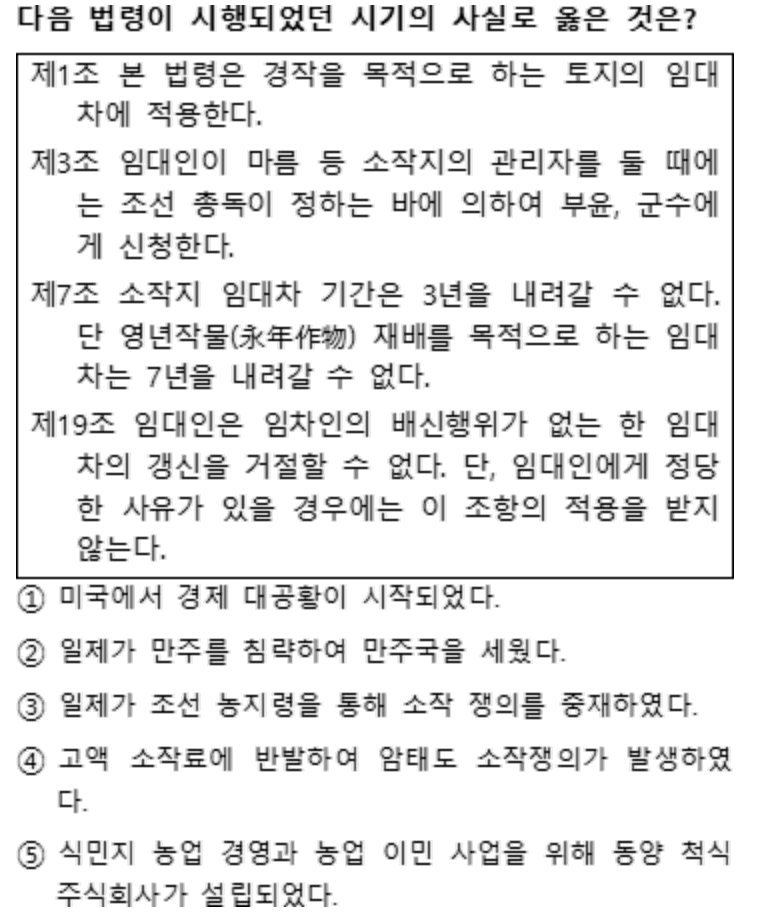 다음 법령이 시행되었던 시기의 사실로 옳은 것은?
제1조 본 법령은 경작을 목적으로 하는 토지의 임대
차에 적용한다.
제3조 임대인이 마름 등 소작지의 관리자를 둘 때에
는 조선 총독이 정하는 바에 의하여 부윤, 군수에
게 신청한다.
제7조 소작지 임대차 기간은 3년을 내려갈 수 없다.
단 영년작물(永年作物) 재배를 목적으로 하는 임대
차는 7년을 내려갈 수 없다.
제19조 임대인은 임차인의 배신행위가 없는 한 임대
차의 갱신을 거절할 수 없다. 단, 임대인에게 정당
한 사유가 있을 경우에는 이 조항의 적용을 받지
않는다.
① 미국에서 경제 대공황이 시작되었다.
② 일제가 만주를 침략하여 만주국을 세웠다.
③ 일제가 조선 농지령을 통해 소작 쟁의를 중재하였다.
④ 고액 소작료에 반발하여 암태도 소작쟁의가 발생하였
다.
⑤ 식민지 농업 경영과 농업 이민 사업을 위해 동양 척식
주식회사가 설립되었다.